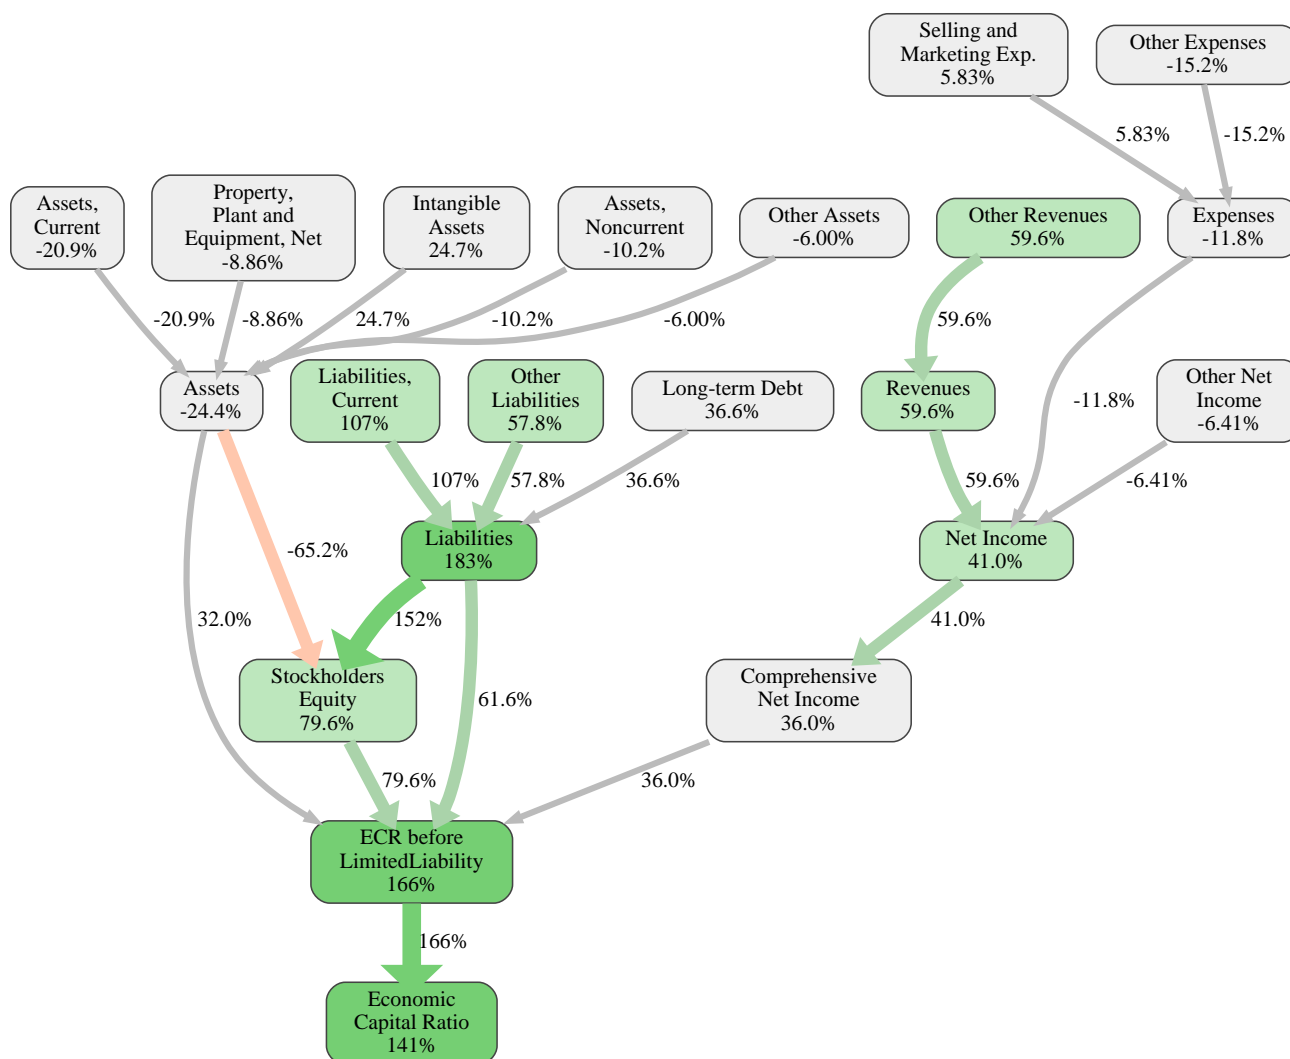 Selling and
Marketing Exp.
5.83%
Other Expenses
-15.2%
5.83%
-15.2%
Assets,
Current
-20.9%
Property,
Plant and
Equipment, Net
-8.86%
Intangible
Assets
24.7%
Assets,
Noncurrent
-10.2%
Other Assets
-6.00%
Other Revenues
59.6%
Expenses
-11.8%
-20.9%
-8.86%
24.7%
-10.2%
-6.00%
59.6%
Assets
-24.4%
Liabilities,
Current
107%
Other
Liabilities
57.8%
Long-term Debt
36.6%
Revenues
59.6%
-11.8%
Other Net
Income
-6.41%
107%
57.8%
36.6%
59.6%
-6.41%
Liabilities
183%
Net Income
41.0%
-65.2%
32.0%
152%
41.0%
Stockholders
Equity
79.6%
61.6%
Comprehensive
Net Income
36.0%
79.6%
36.0%
ECR before
LimitedLiability
166%
166%
Economic
Capital Ratio
141%